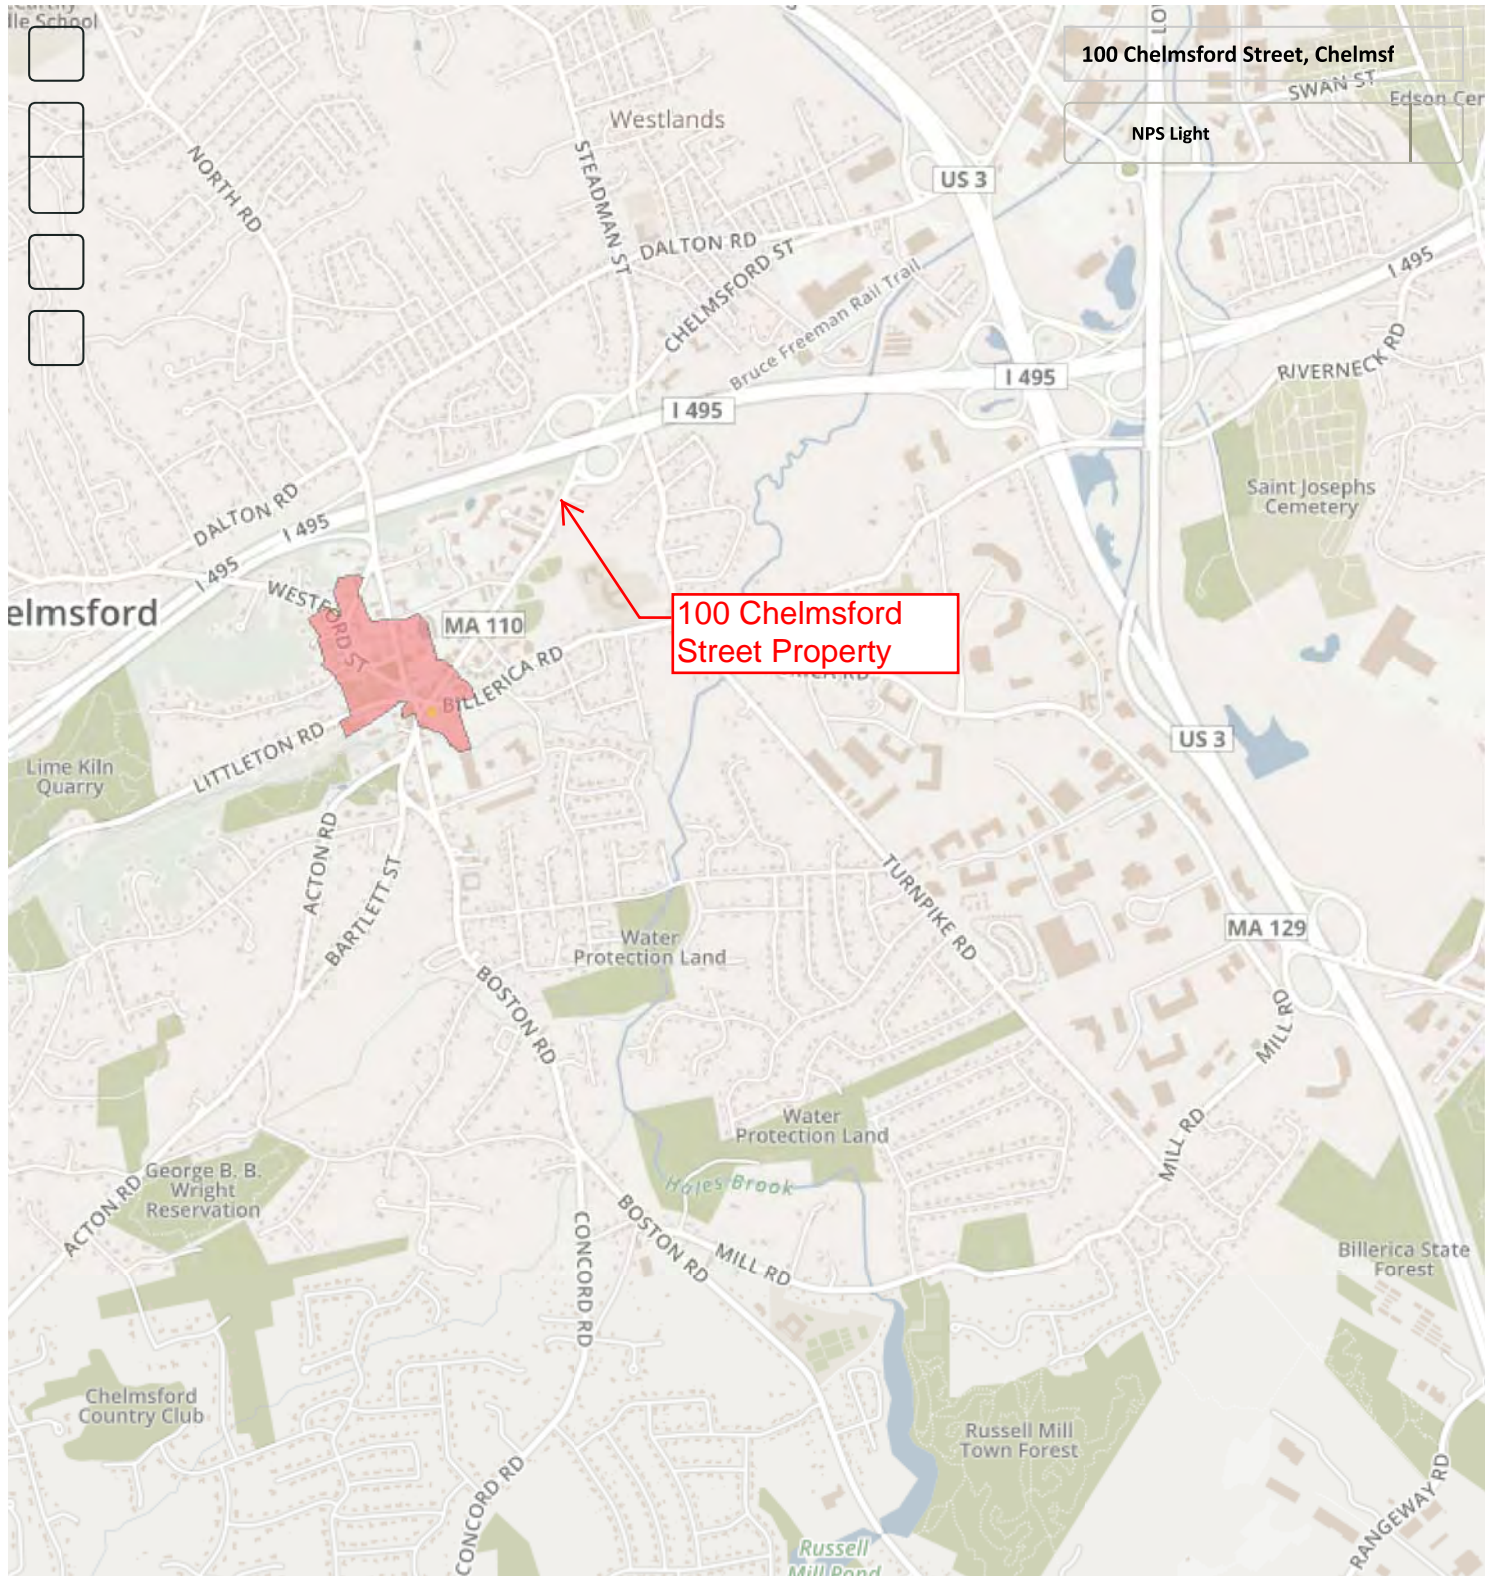 lle School
100 Chelmsford Street, Chelmsf
SWAN ST
Edson Cer
NPS Light
Westlands
NORTH RD
STEADMAN ST
US 3
DALTON RD
CHELMSFORD ST
Bruce Freeman Rail Trail
I 495
RIVERNECK RD
I 495
I 495
DALTON RD
I 495
I 495
Saint Josephs
Cemetery
WESTFORD ST
elmsford
MA 110
100 Chelmsford
Street Property
BILLERICA RD
LITTLETON RD
US 3
Lime Kiln
Quarry
ACTON RD
BARTLETT ST
TURNPIKE RD
MA 129
Water
Protection Land
BOSTON RD
MILL RD
Water
Protection Land
MILL RD
George B. B.
Wright
Reservation
Hales Brook
ACTON RD
CONCORD RD
BOSTON RD
MILL RD
Billerica State
Forest
Chelmsford
Country Club
Russell Mill
Town Forest
CONCORD RD
RANGEWAY RD
Russell
Mill Pond